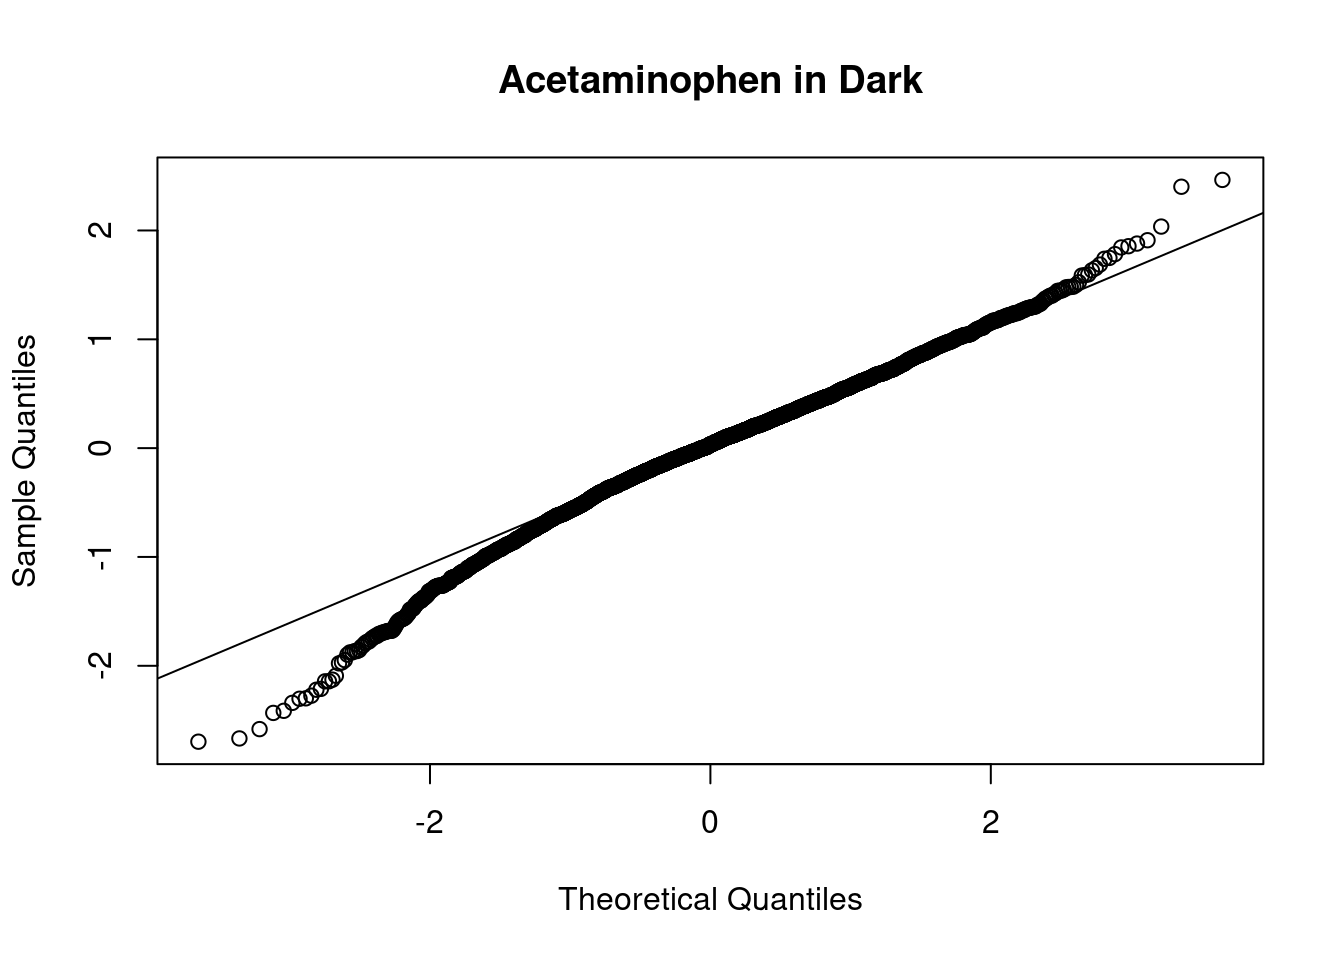 Acetaminophen in Dark
Sample Quantiles
2
1
0
-1
-2
-2 0 2
Theoretical Quantiles